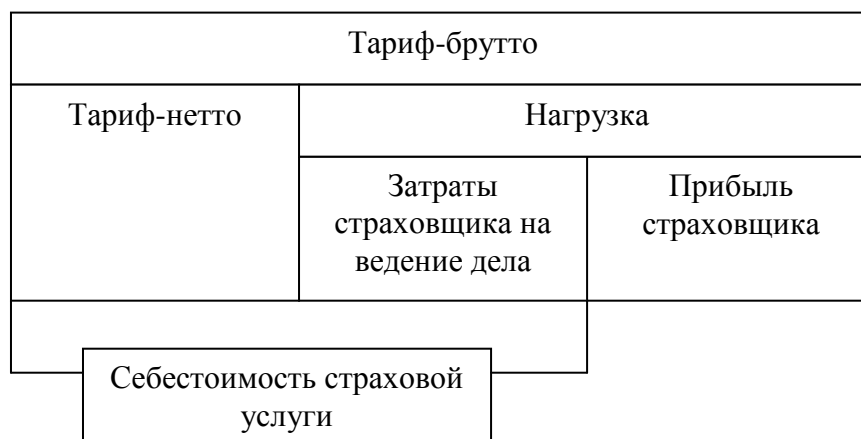 Тариф-брутто
Тариф-нетто
Нагрузка
Затраты
страховщика на
ведение дела
Прибыль
страховщика
Себестоимость страховой
услуги